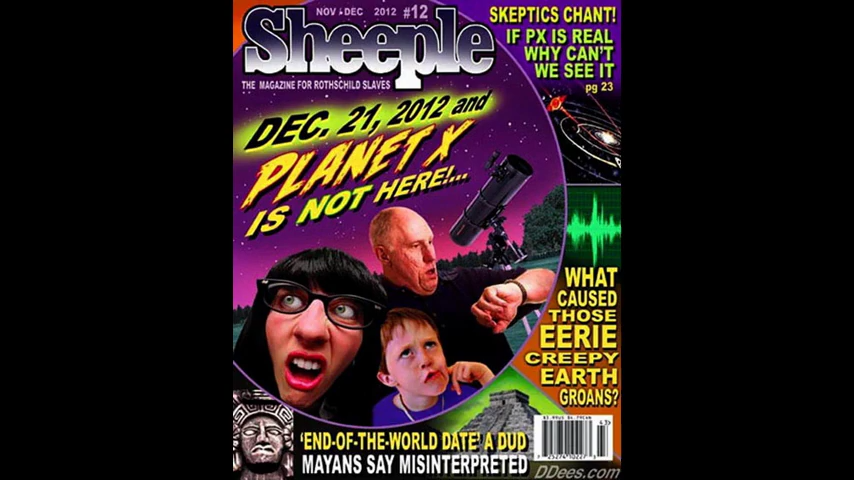 NOV - DEC 2012 #12
Sheeple
THE MAGAZINE FOR ROTHSCHILD SLAVES
SKEPTICS CHANT!
IF PX IS REAL
WHY CAN'T
WE SEE IT
pg 23
DEC. 21, 2012 and
PLANET X
IS NOT HERE!...
WHAT
CAUSED
THOSE
EERIE
CREEPY
EARTH
GROANS?
'END-OF-THE-WORLD DATE' A DUD
MAYANS SAY MISINTERPRETED
DDees.com